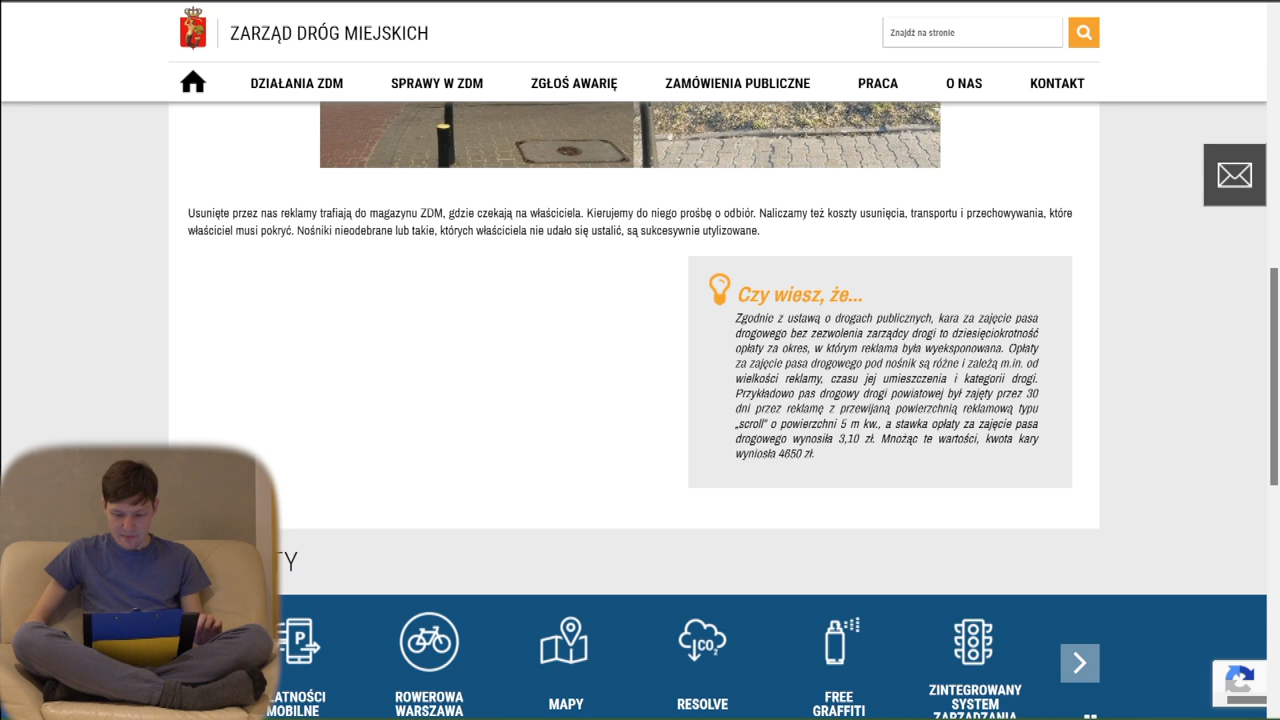 ZARZĄD DRÓG MIEJSKICH
Znajdź na stronie
DZIAŁANIA ZDM
SPRAWY W ZDM
ZGŁOŚ AWARIĘ
ZAMÓWIENIA PUBLICZNE
PRACA
O NAS
KONTAKT
Usunięte przez nas reklamy trafiają do magazynu ZDM, gdzie czekają na właściciela. Kierujemy do niego prośbę o odbiór. Naliczamy też koszty usunięcia, transportu i przechowywania, które
właściciel musi pokryć. Nośniki nieodebrane lub takie, których właściciela nie udało się ustalić, są sukcesywnie utylizowane.
Czy wiesz, że...
Zgodnie z ustawą o drogach publicznych, kara za zajęcie pasa
drogowego bez zezwolenia zarządcy drogi to dziesięciokrotność
opłaty za okres, w którym reklama była wyeksponowana. Opłaty
za zajęcie pasa drogowego pod nośnik są różne i zależą m.in. od
wielkości reklamy, czasu jej umieszczenia i kategorii drogi.
Przykładowo pas drogowy drogi powiatowej był zajęty przez 30
dni przez reklamę z przewijaną powierzchnią reklamową typu
„scroll” o powierzchni 5 m kw., a stawka opłaty za zajęcie pasa
drogowego wynosiła 3,10 zł. Mnożąc te wartości, kwota kary
wyniosła 4650 zł.
TY
P
CO2
ATNOŚCI
MOBILNE
ROWEROWA
WARSZAWA
MAPY
RESOLVE
FREE
GRAFFITI
ZINTEGROWANY
SYSTEM
ZARZĄDZANIA